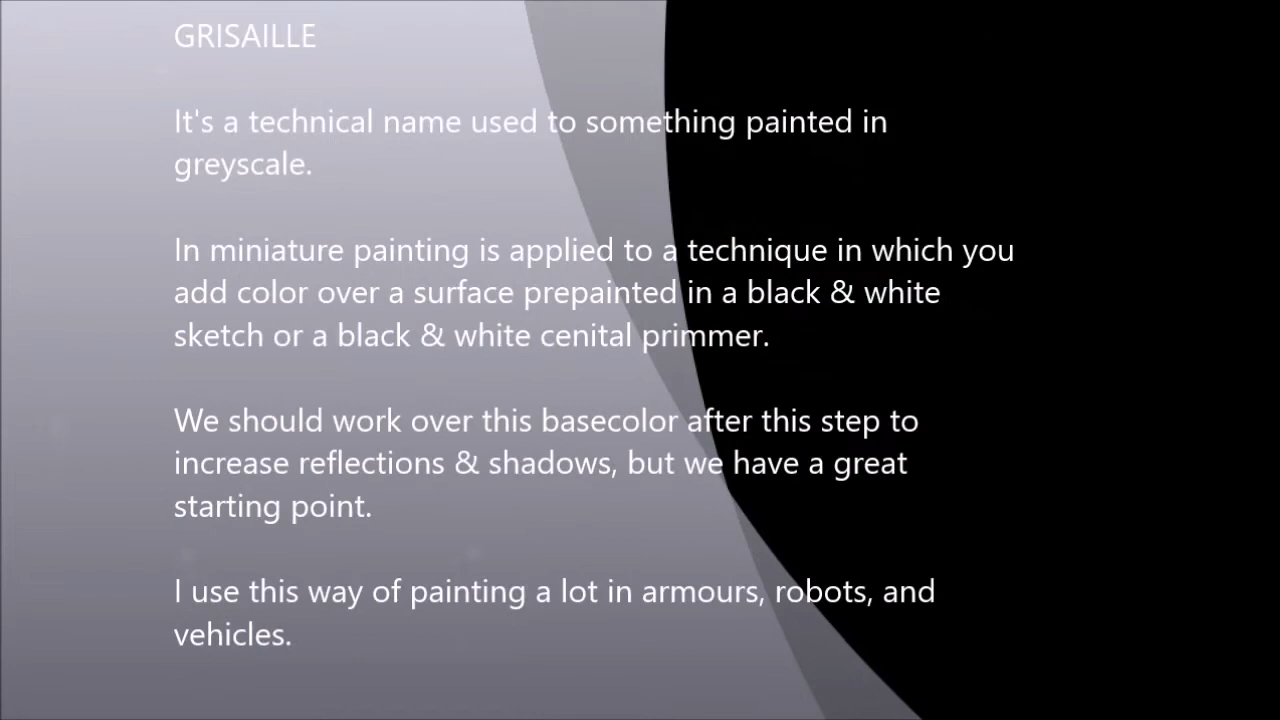 GRISAILLE
It's a technical name used to something painted in
greyscale.
In miniature painting is applied to a technique in which you
add color over a surface prepainted in a black & white
sketch or a black & white cenital primmer.
We should work over this basecolor after this step to
increase reflections & shadows, but we have a great
starting point.
I use this way of painting a lot in armours, robots, and
vehicles.